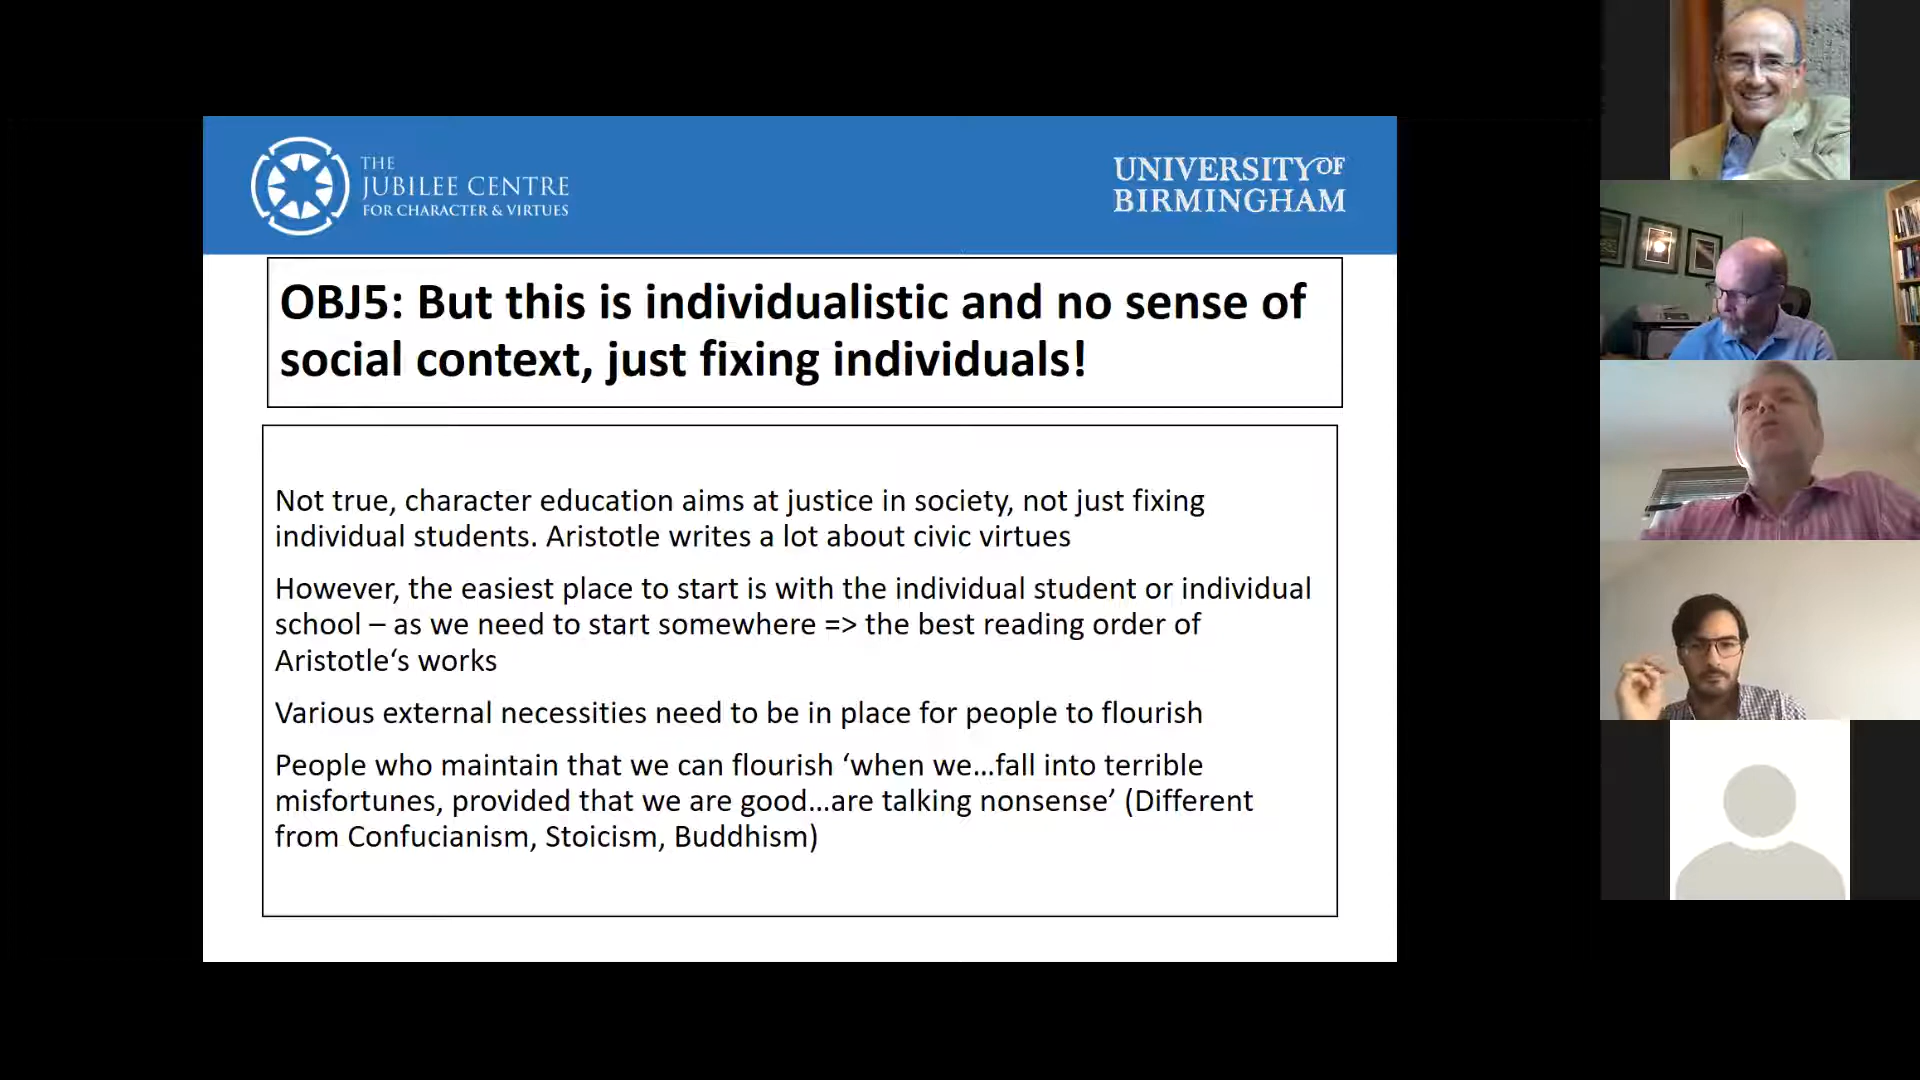 THE
JUBILEE CENTRE
FOR CHARACTER & VIRTUES
UNIVERSITY OF
BIRMINGHAM
OBJ5: But this is individualistic and no sense of
social context, just fixing individuals!
Not true, character education aims at justice in society, not just fixing
individual students. Aristotle writes a lot about civic virtues
However, the easiest place to start is with the individual student or individual
school – as we need to start somewhere => the best reading order of
Aristotle‘s works
Various external necessities need to be in place for people to flourish
People who maintain that we can flourish ‘when we…fall into terrible
misfortunes, provided that we are good…are talking nonsense’ (Different
from Confucianism, Stoicism, Buddhism)